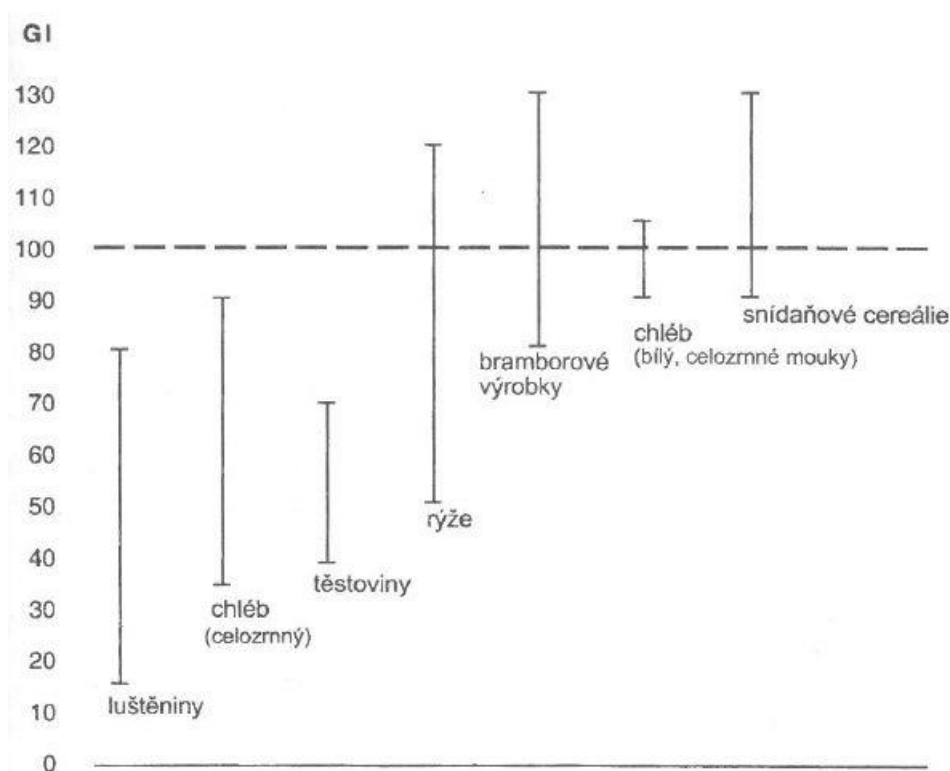 GI
130
120
110
100
90
80
70
60
50
40
30
20
10
0
luštěniny
chléb
(celozrnný)
těstoviny
rýže
bramborové
výrobky
chléb
(bílý, celozrnné mouky)
snídaňové cereálie